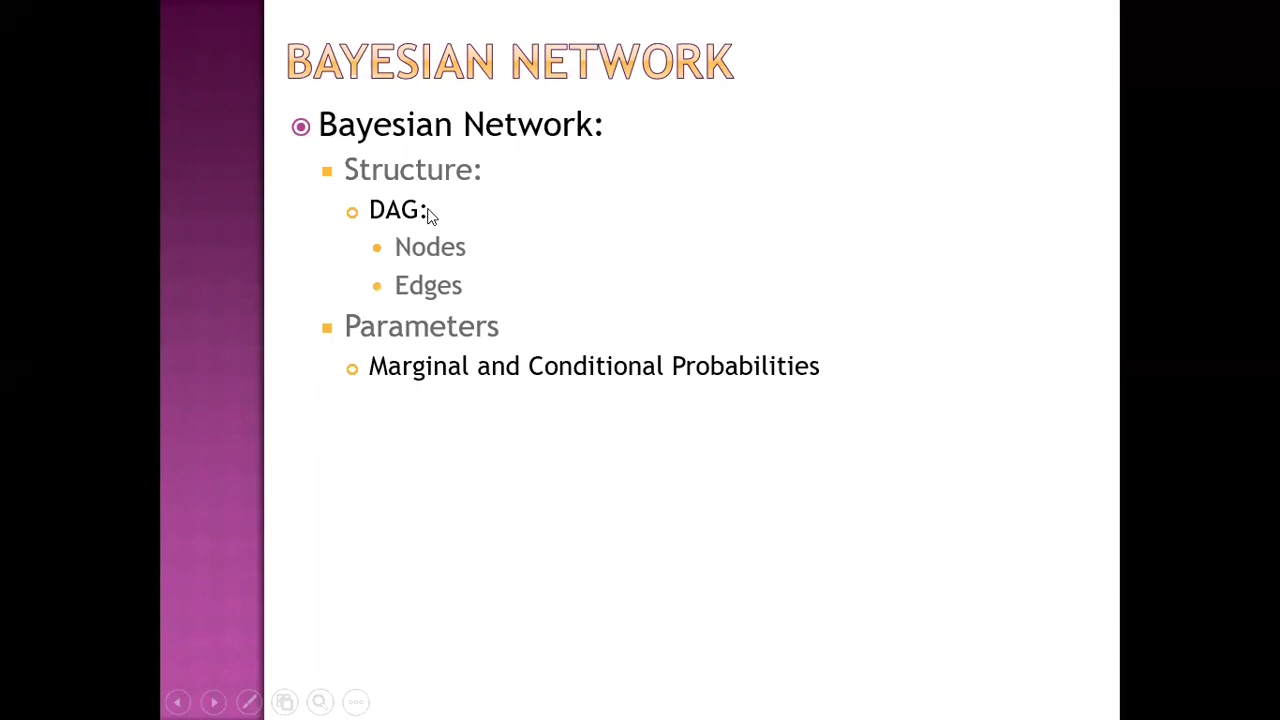 BAYESIAN NETWORK
Bayesian Network:
Structure:
DAG:
Nodes
Edges
Parameters
Marginal and Conditional Probabilities